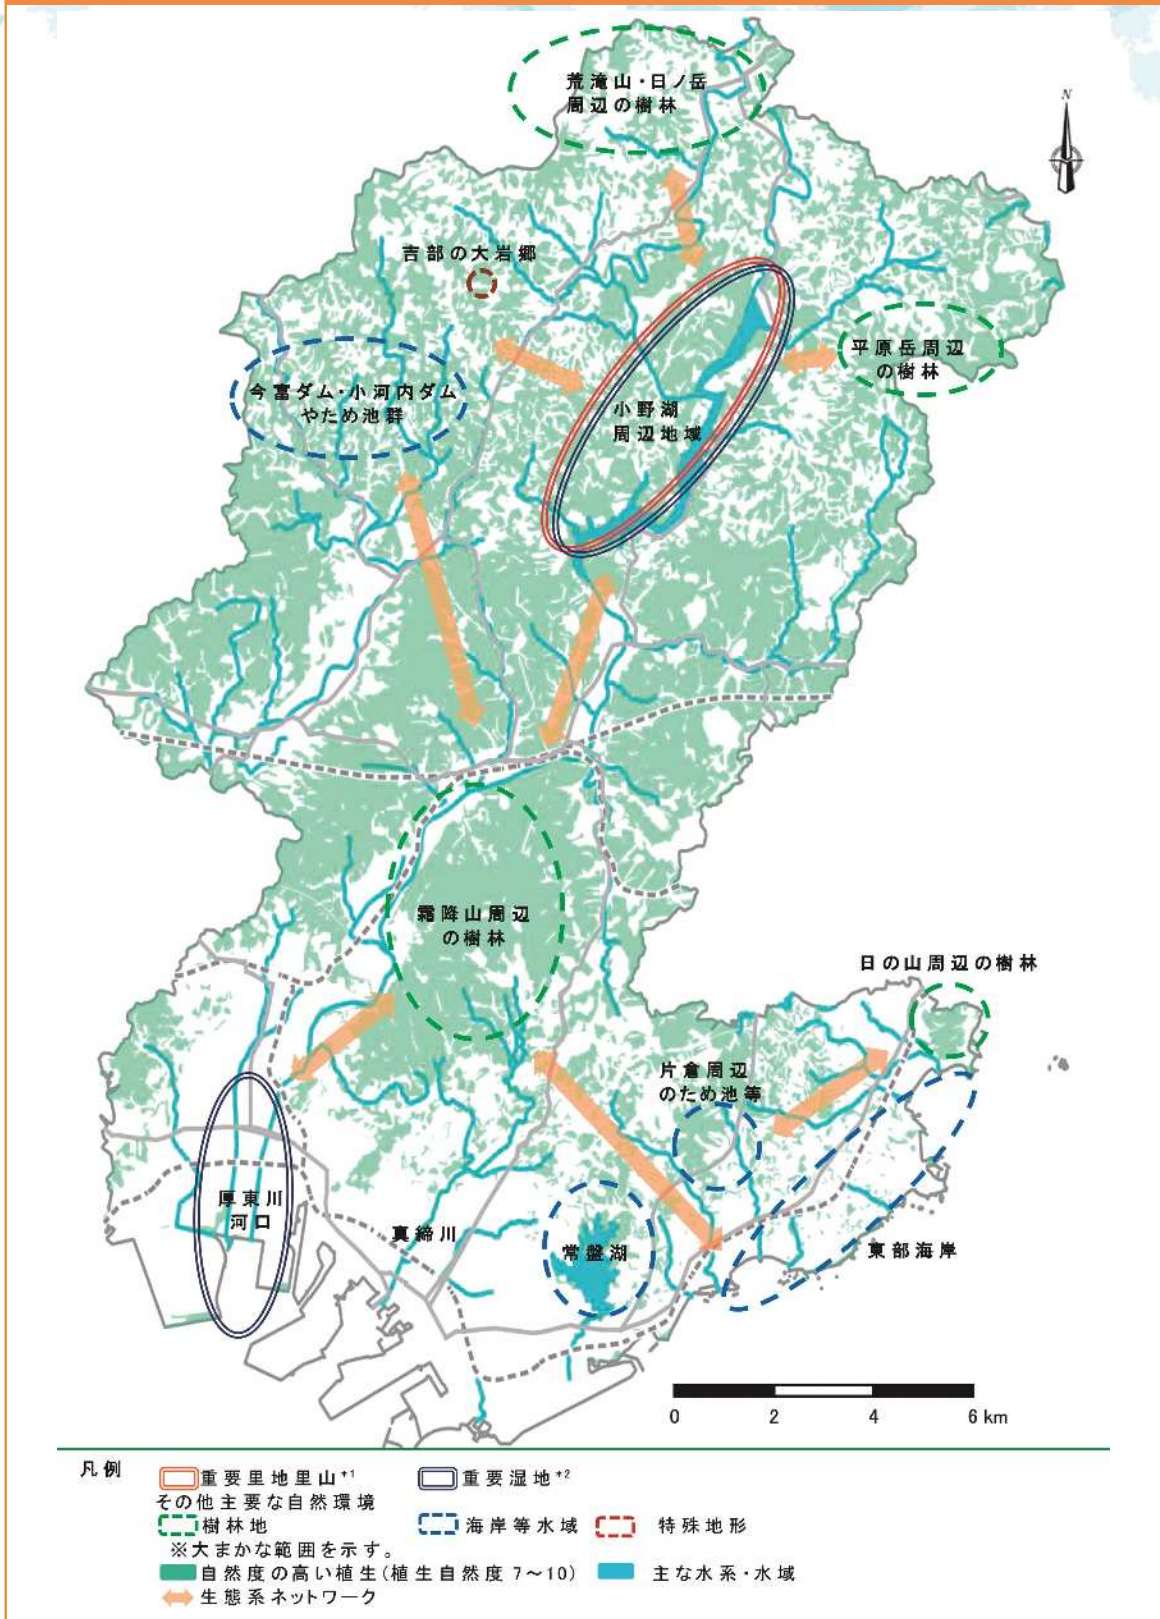 荒滝山・日ノ岳
周辺の樹林
N
吉部の大岩郷
平原岳周辺
の樹林
今富ダム・小河内ダム
やため池群
小野湖
周辺地域
霜降山周辺
の樹林
日の山周辺の樹林
片倉周辺
のため池等
厚東川
河口
真締川
常盤湖
東部海岸
0 2 4 6 km
凡例
重要里地里山*1 重要湿地*2
その他主要な自然環境
樹林地 海岸等水域 特殊地形
※大まかな範囲を示す。
自然度の高い植生(植生自然度 7～10) 主な水系・水域
生態系ネットワーク